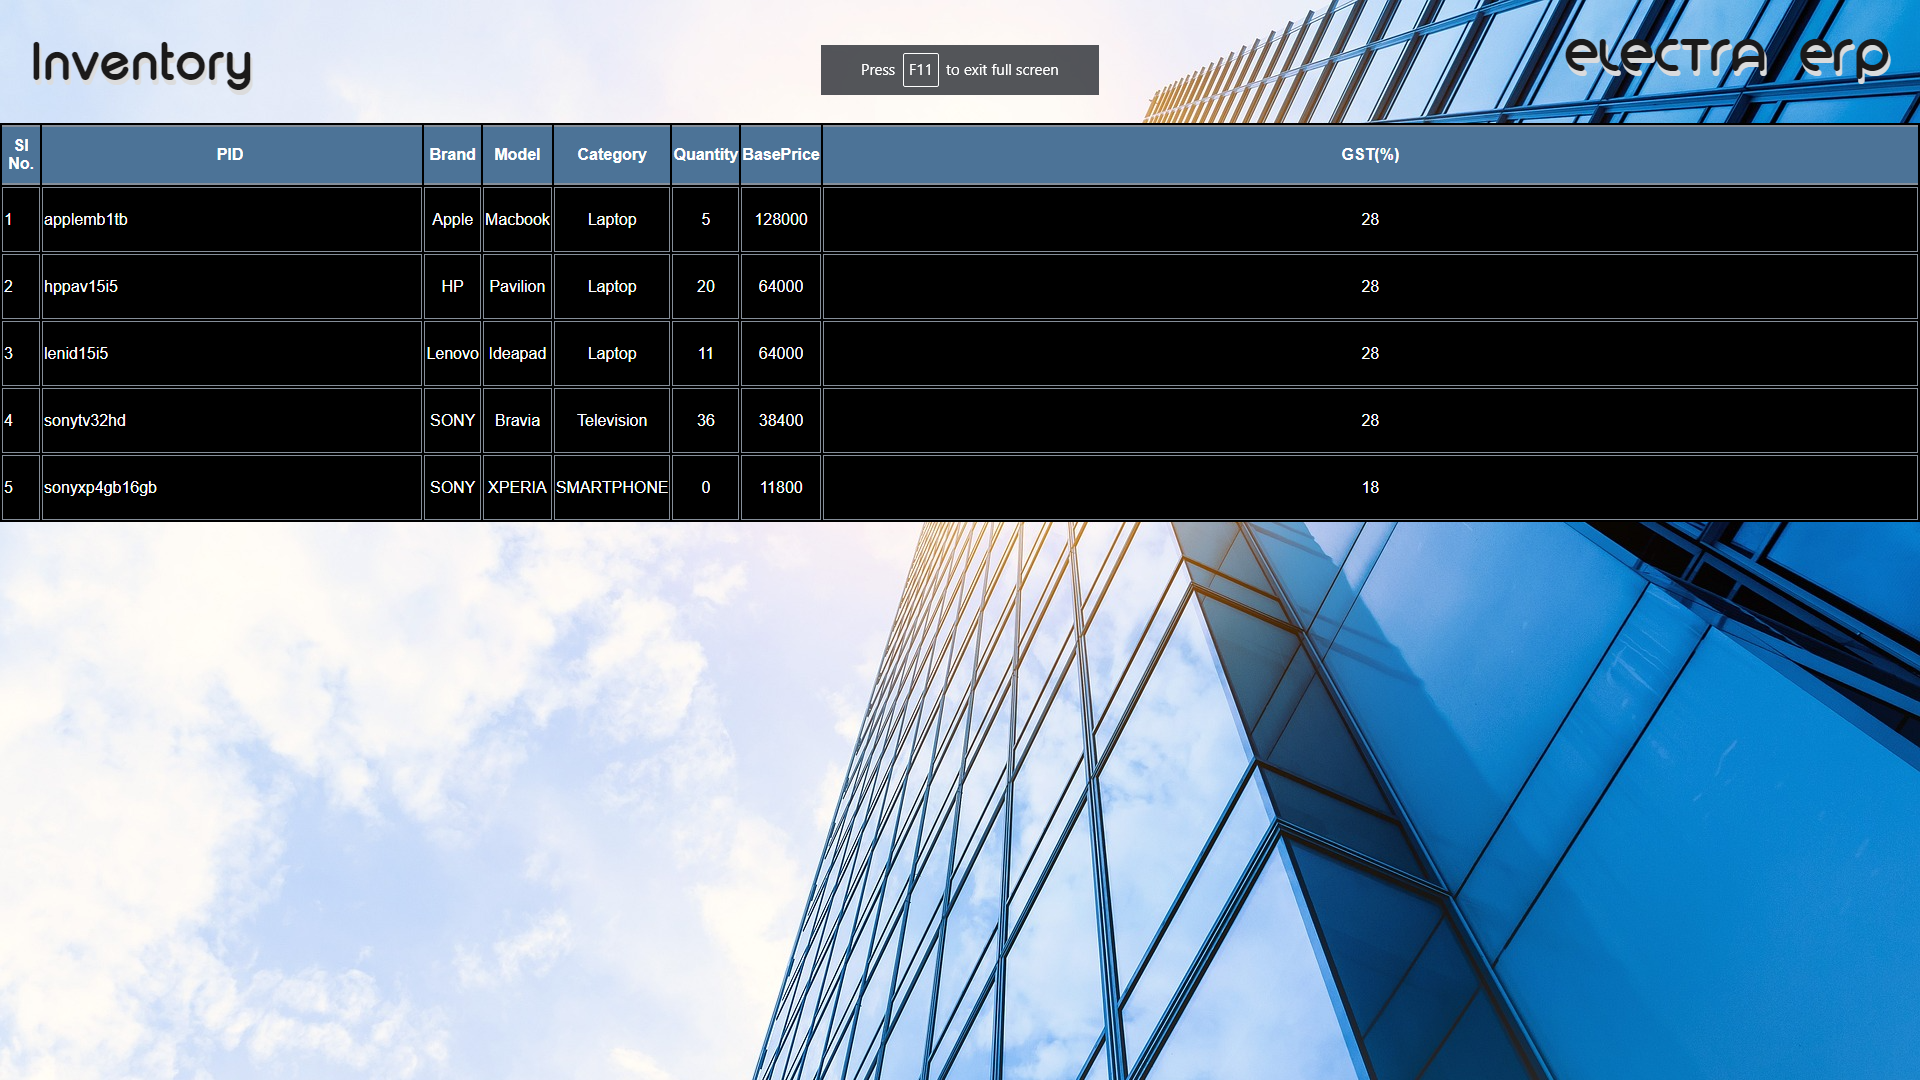 Inventory
Press F11 to exit full screen
electra erp
Sl No. PID Brand Model Category Quantity BasePrice GST(%)
1 applemb1tb Apple Macbook Laptop 5 128000 28
2 hppav15i5 HP Pavilion Laptop 20 64000 28
3 lenid15i5 Lenovo Ideapad Laptop 11 64000 28
4 sonytv32hd SONY Bravia Television 36 38400 28
5 sonyxp4gb16gb SONY XPERIA SMARTPHONE 0 11800 18